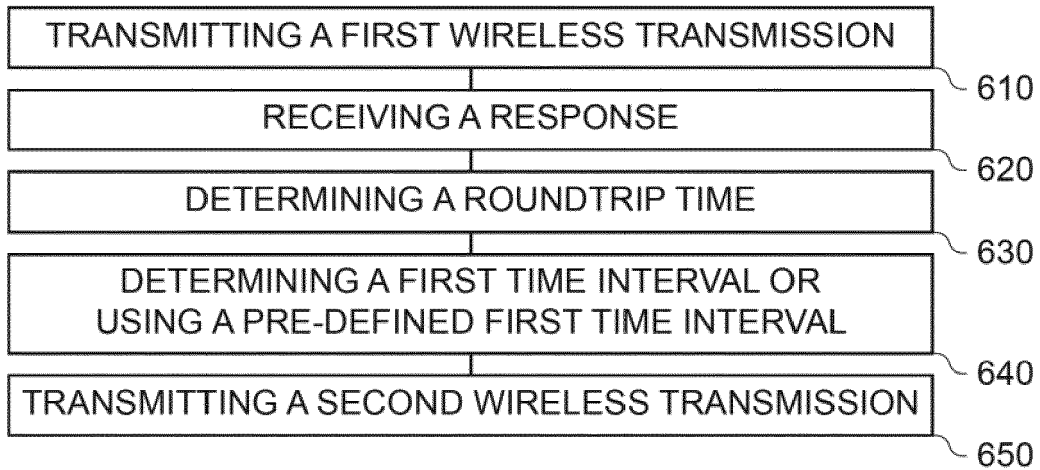 TRANSMITTING A FIRST WIRELESS TRANSMISSION
610
RECEIVING A RESPONSE
620
DETERMINING A ROUNDTRIP TIME
630
DETERMINING A FIRST TIME INTERVAL OR
USING A PRE-DEFINED FIRST TIME INTERVAL
640
TRANSMITTING A SECOND WIRELESS TRANSMISSION
650